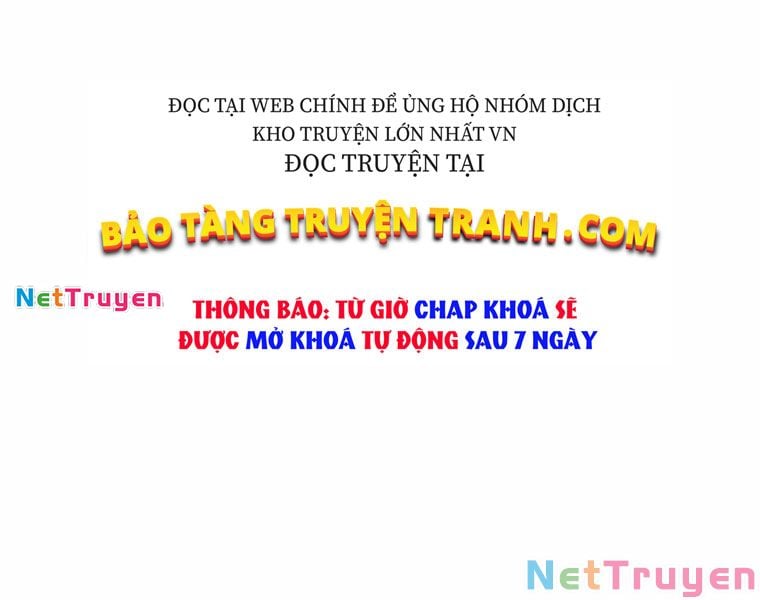 ĐỌC TẠI WEB CHÍNH ĐỂ ỦNG HỘ NHÓM DỊCH
KHO TRUYỆN LỚN NHẤT VN
ĐỌC TRUYỆN TẠI
BẢO TÀNG TRUYỆN TRANH.COM
NetTruyen
THÔNG BÁO: TỪ GIỜ CHAP KHOÁ SẼ
ĐƯỢC MỞ KHOÁ TỰ ĐỘNG SAU 7 NGÀY
NetTruyen